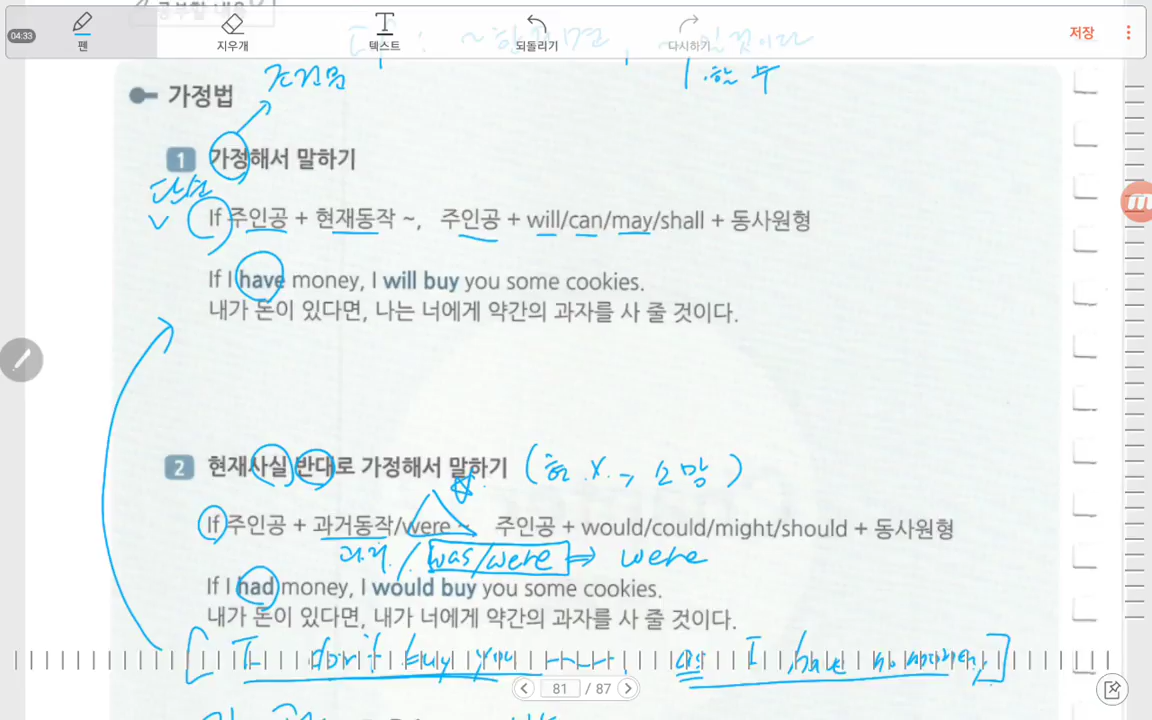 04:33 펜 지우개 텍스트 되돌리기 다시하기 저장
조건문
가정법
1 가정해서 말하기
If 주인공 + 현재동작 ~, 주인공 + will/can/may/shall + 동사원형
If I have money, I will buy you some cookies.
내가 돈이 있다면, 나는 너에게 약간의 과자를 사 줄 것이다.
2 현재사실 반대로 가정해서 말하기
If 주인공 + 과거동작/were ~ 주인공 + would/could/might/should + 동사원형
과거 / was/were ⇒ were
If I had money, I would buy you some cookies.
내가 돈이 있다면, 내가 너에게 약간의 과자를 사 줄 것이다.
[ I don't buy you ~~~~, as I have no money.]
81 / 87